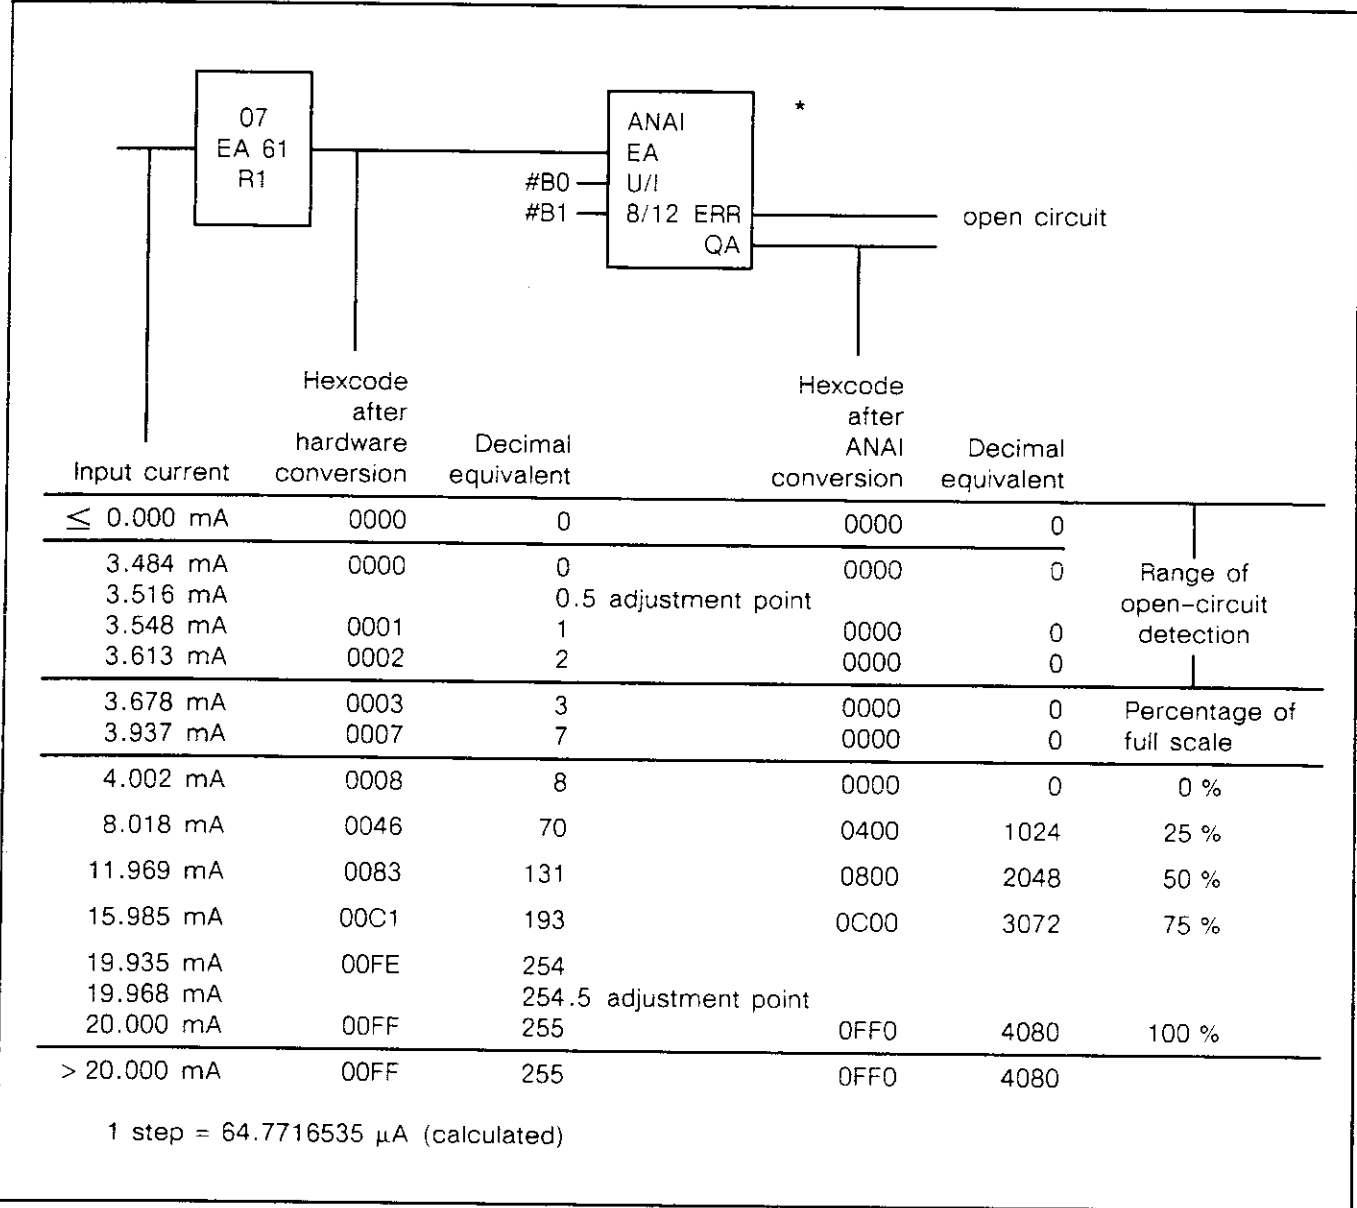 07
EA 61
R1
*
ANAI
EA
#B0 U/I
#B1 8/12 ERR open circuit
QA
Hexcode after hardware conversion
Hexcode after ANAI conversion
Input current
Decimal equivalent
Decimal equivalent
≤ 0.000 mA 0000 0 0000 0
3.484 mA 0000 0 0000 0
3.516 mA 0.5 adjustment point
3.548 mA 0001 1 0000 0
3.613 mA 0002 2 0000 0
Range of
open-circuit
detection
3.678 mA 0003 3 0000 0 Percentage of
3.937 mA 0007 7 0000 0 full scale
4.002 mA 0008 8 0000 0 0 %
8.018 mA 0046 70 0400 1024 25 %
11.969 mA 0083 131 0800 2048 50 %
15.985 mA 00C1 193 0C00 3072 75 %
19.935 mA 00FE 254
19.968 mA 254.5 adjustment point
20.000 mA 00FF 255 0FF0 4080 100 %
> 20.000 mA 00FF 255 0FF0 4080
1 step = 64.7716535 μA (calculated)